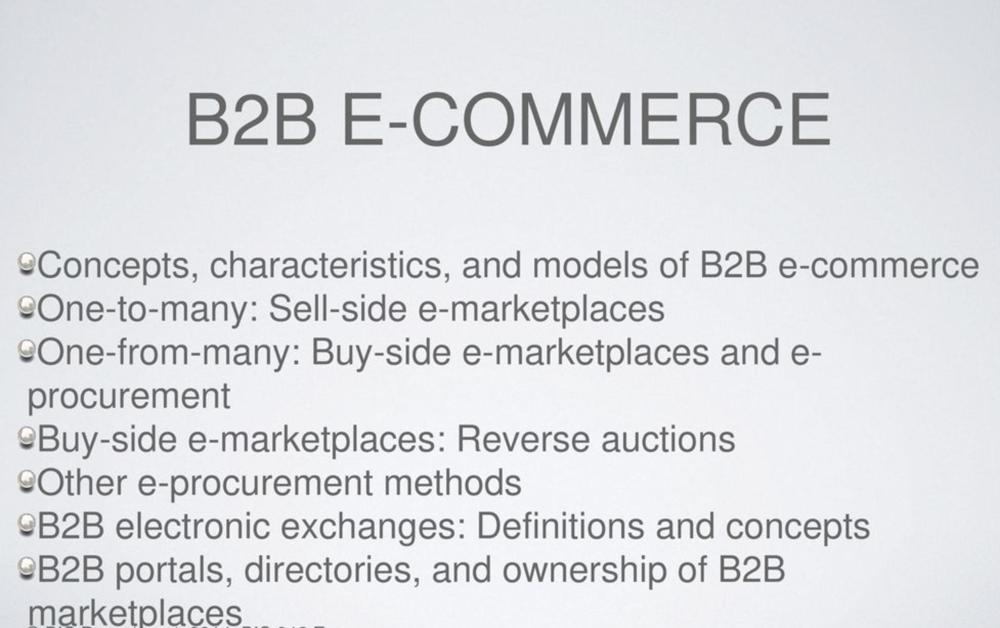 B2B E-COMMERCE
Concepts, characteristics, and models of B2B e-commerce
One-to-many: Sell-side e-marketplaces
One-from-many: Buy-side e-marketplaces and e-
procurement
Buy-side e-marketplaces: Reverse auctions
Other e-procurement methods
B2B electronic exchanges: Definitions and concepts
B2B portals, directories, and ownership of B2B
marketplaces